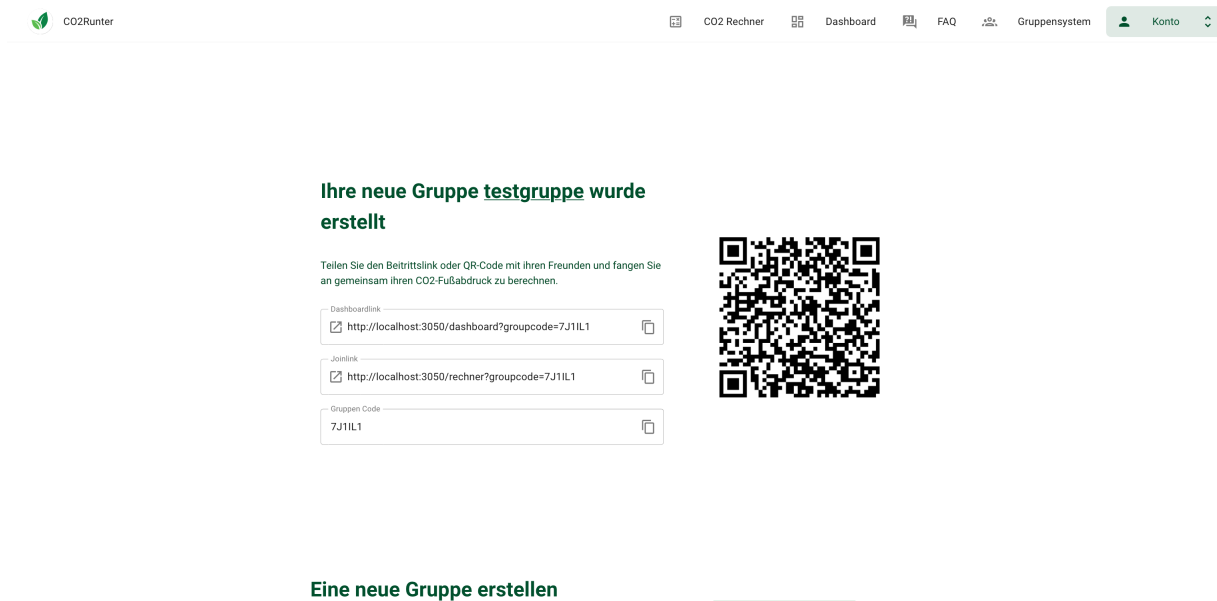 CO2Runter
CO2 Rechner
Dashboard
FAQ
Gruppensystem
Konto
Ihre neue Gruppe testgruppe wurde
erstellt
Teilen Sie den Beitrittslink oder QR-Code mit ihren Freunden und fangen Sie
an gemeinsam ihren CO2-Fußabdruck zu berechnen.
Dashboardlink
http://localhost:3050/dashboard?groupcode=7J1IL1
Joinlink
http://localhost:3050/rechner?groupcode=7J1IL1
Gruppen Code
7J1IL1
Eine neue Gruppe erstellen